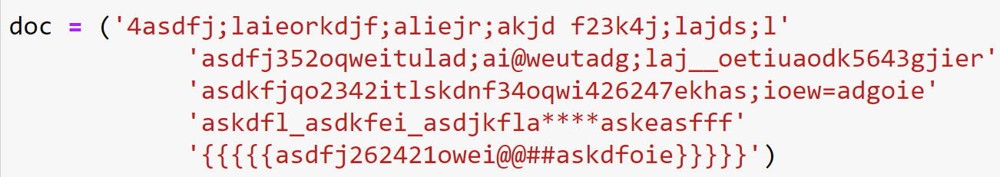 doc = ('4asdfj;laieorkdjf;aliejr;akjd f23k4j;lajds;l'
'asdfj352oqweitulad;ai@weutadg;laj__oetiuaodk5643gjier'
'asdkfjqo2342itlskdnf34oqwi426247ekhas;ioew=adgoie'
'askdfl_asdkfei_asdjkfla****askeasfff'
'{{{{{asdfj262421owei@@##askdfoie}}}}}')